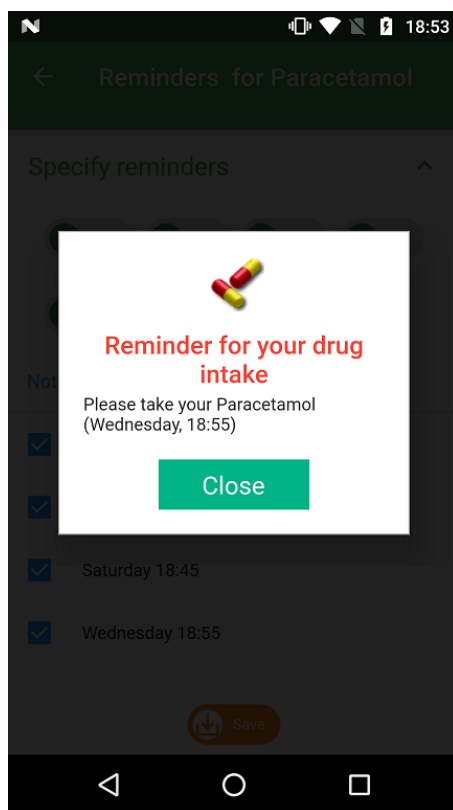 18:53
Reminders for Paracetamol
Specify reminders
Reminder for your drug
intake
Not
Please take your Paracetamol
(Wednesday, 18:55)
Close
Saturday 18:45
Wednesday 18:55
Save